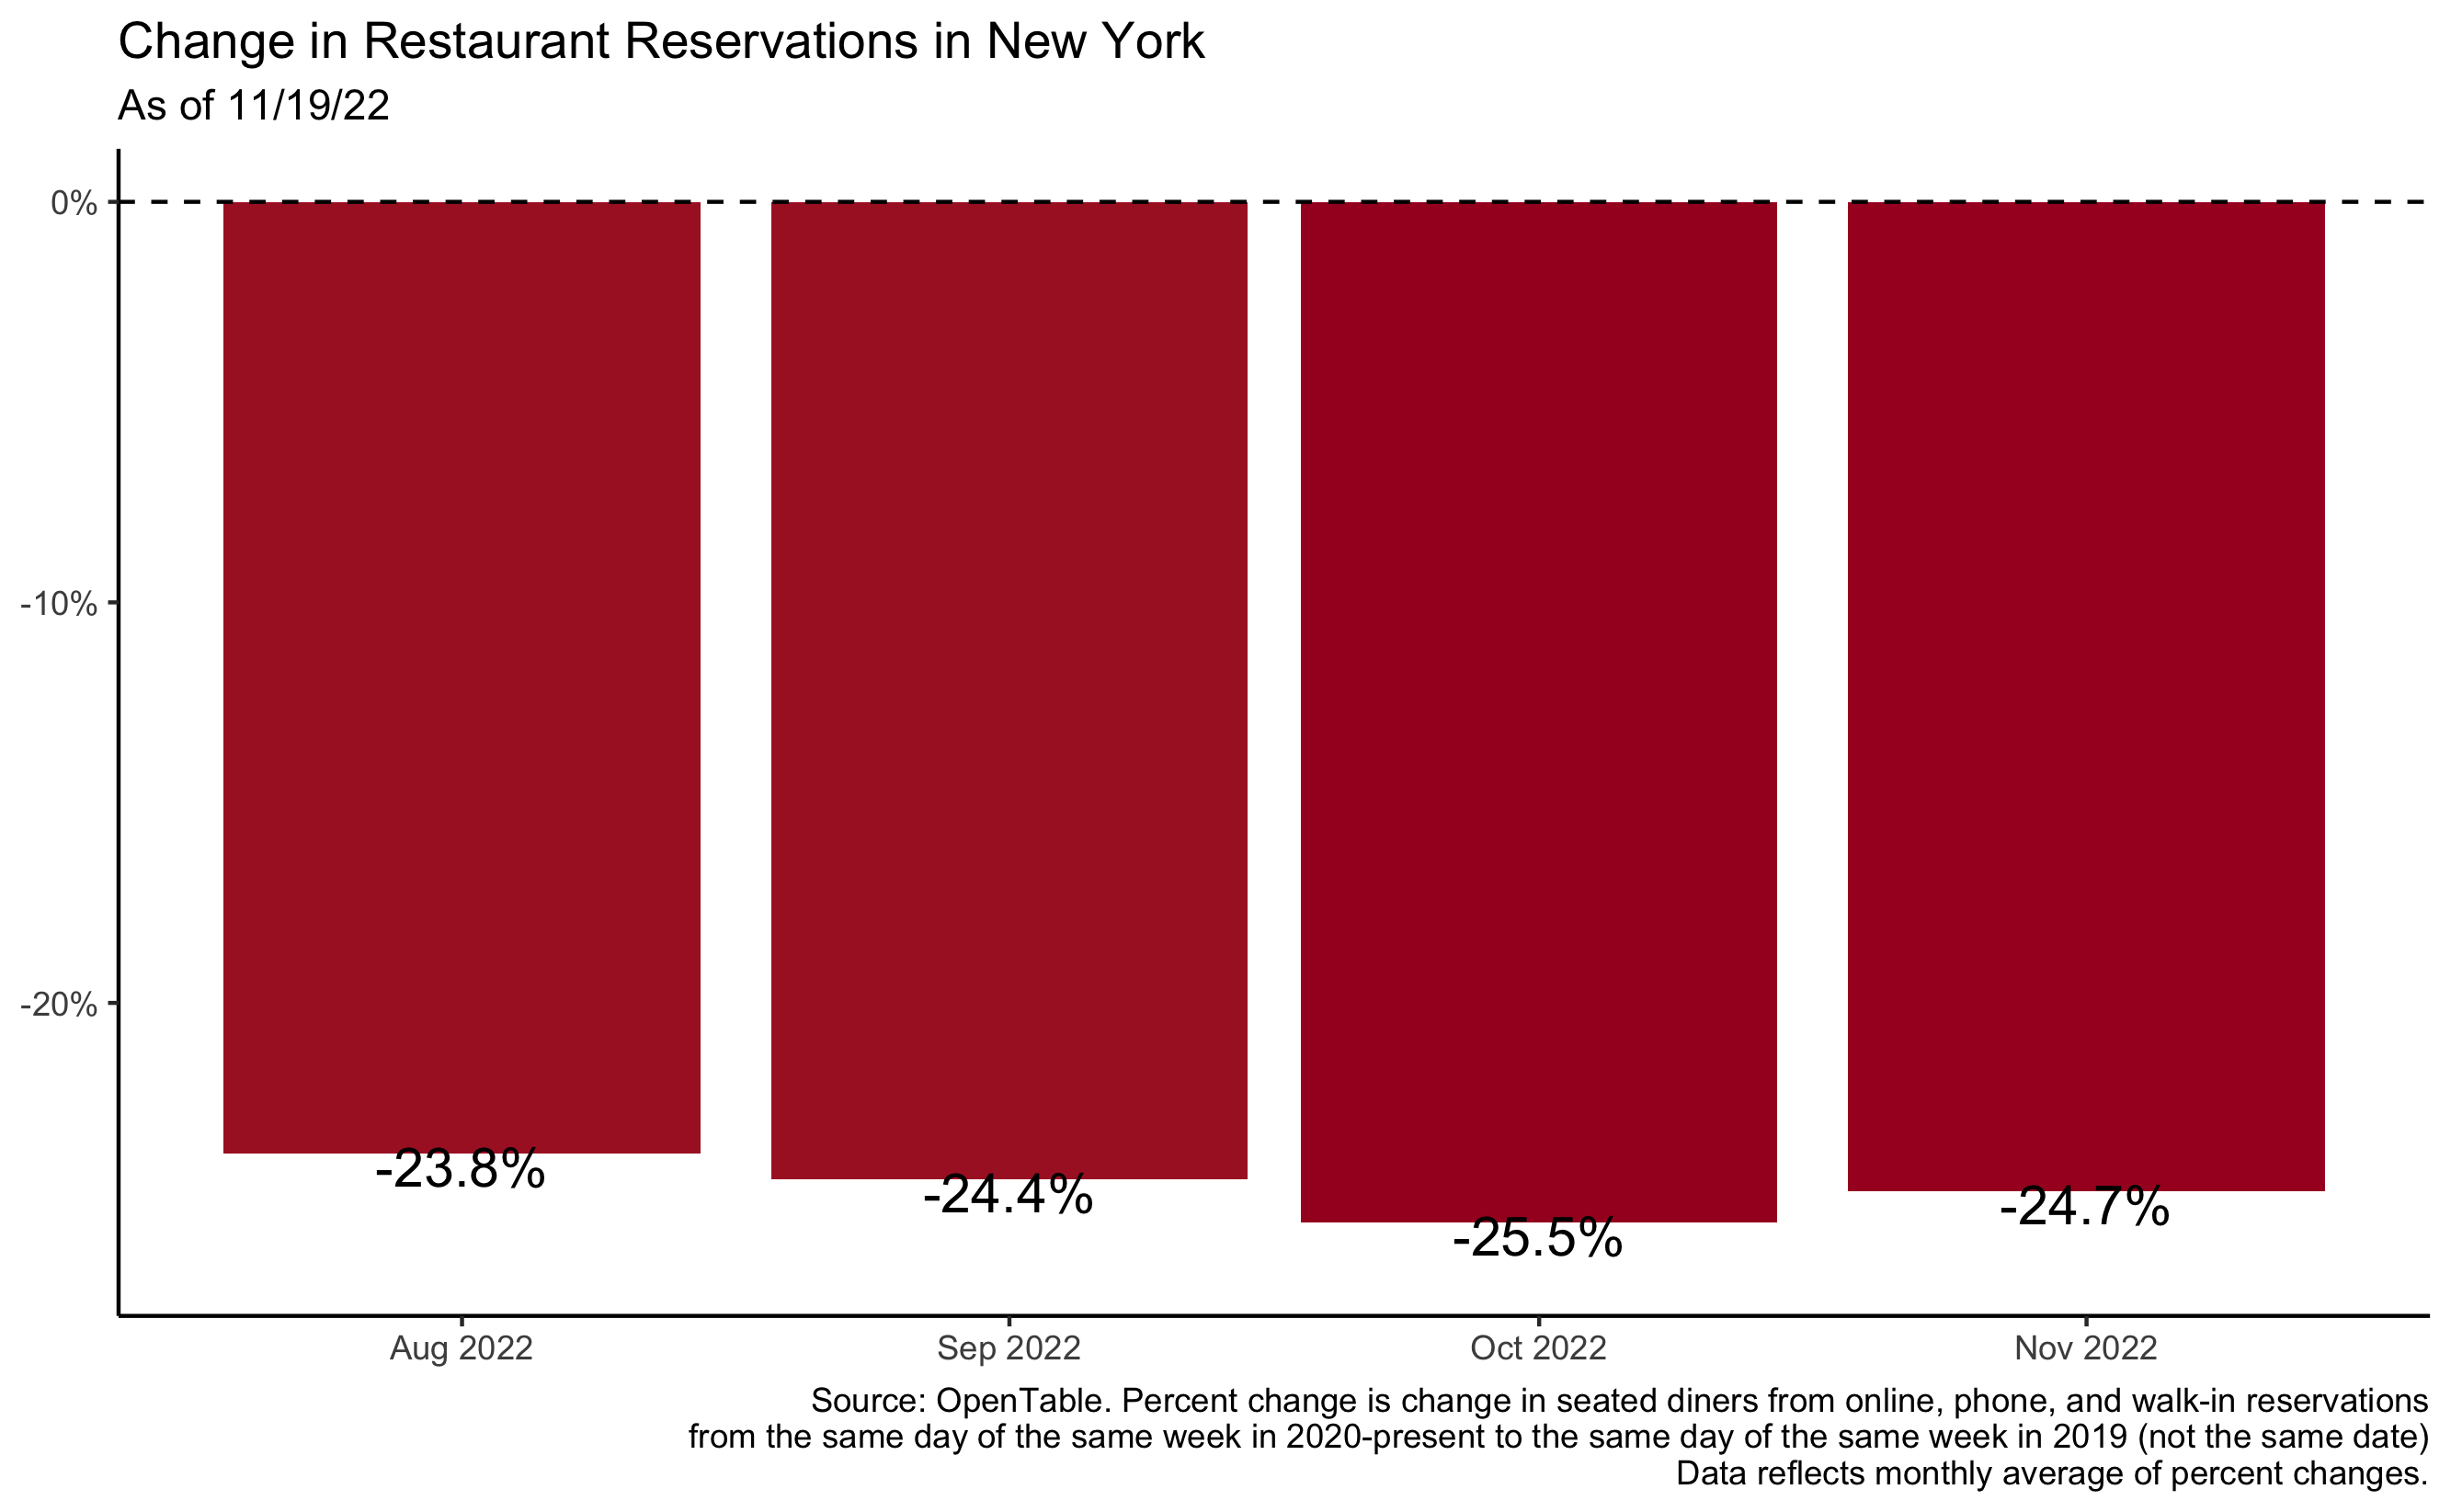 Change in Restaurant Reservations in New York
As of 11/19/22
0%
-10%
-20%
-23.8%
-24.4%
-25.5%
-24.7%
Aug 2022
Sep 2022
Oct 2022
Nov 2022
Source: OpenTable. Percent change is change in seated diners from online, phone, and walk-in reservations
from the same day of the same week in 2020-present to the same day of the same week in 2019 (not the same date)
Data reflects monthly average of percent changes.